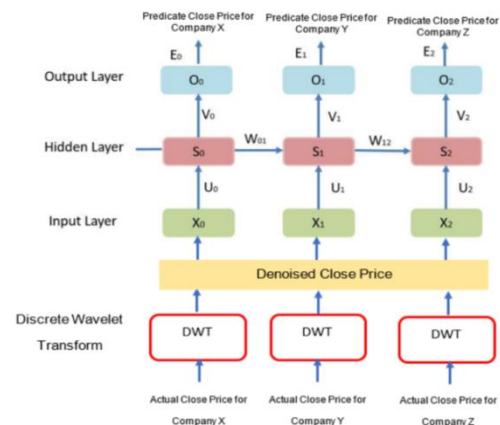 Predicate Close Price for
Company X
Predicate Close Price for
Company Y
Predicate Close Price for
Company Z
E₀
E₁
E₂
Output Layer
O₀
O₁
O₂
V₀
V₁
V₂
Hidden Layer
S₀
W₀₁
S₁
W₁₂
S₂
U₀
U₁
U₂
Input Layer
X₀
X₁
X₂
Denoised Close Price
Discrete Wavelet
Transform
DWT
DWT
DWT
Actual Close Price for
Company X
Actual Close Price for
Company Y
Actual Close Price for
Company Z